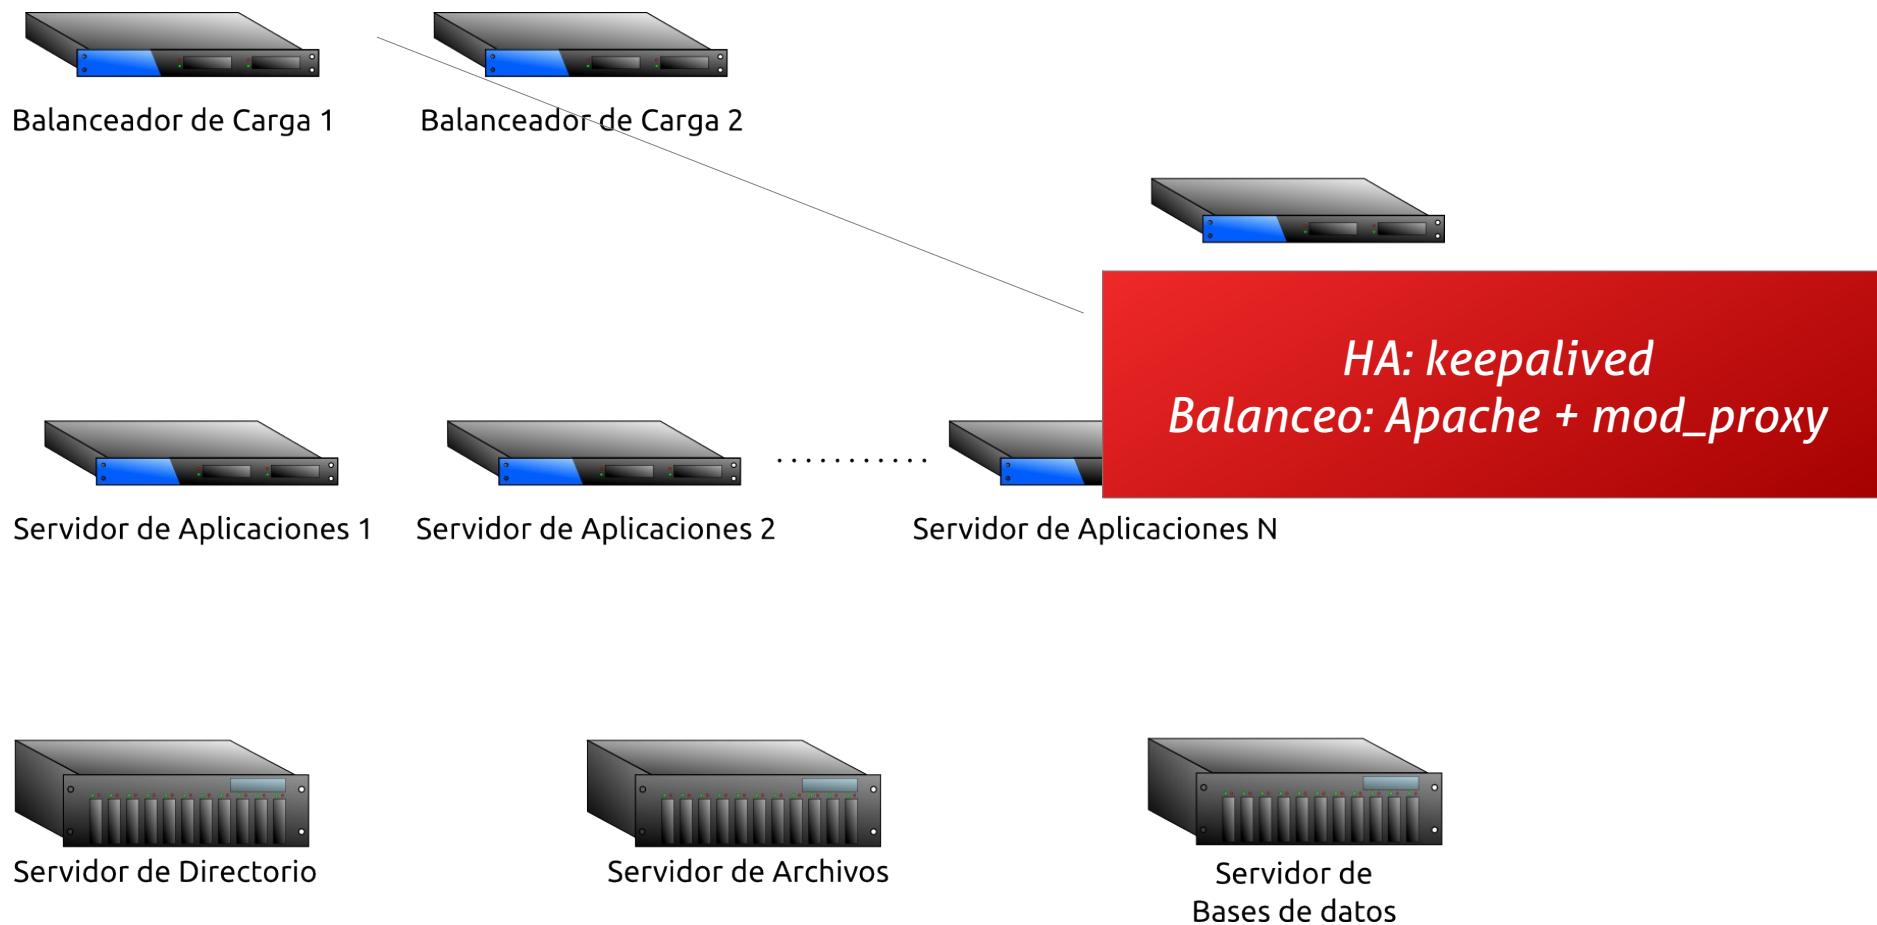 Balanceador de Carga 1
Balanceador de Carga 2
HA: keepalived
Balanceo: Apache + mod_proxy
...........
Servidor de Aplicaciones 1
Servidor de Aplicaciones 2
Servidor de Aplicaciones N
Servidor de Directorio
Servidor de Archivos
Servidor de
Bases de datos